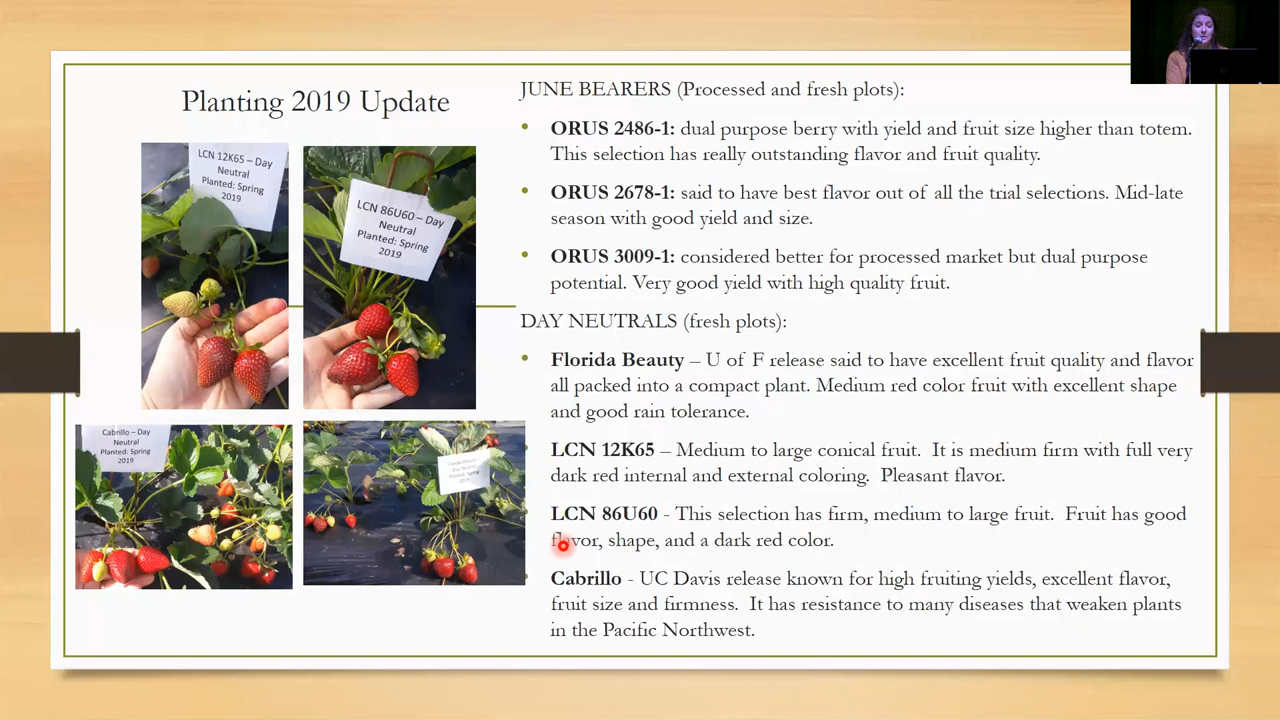 Planting 2019 Update
LCN 12K65 – Day
Neutral
Planted: Spring
2019
LCN 86U60 – Day
Neutral
Planted: Spring
2019
Cabrillo – Day
Neutral
Planted: Spring
2019
JUNE BEARERS (Processed and fresh plots):
• ORUS 2486-1: dual purpose berry with yield and fruit size higher than totem.
This selection has really outstanding flavor and fruit quality.
• ORUS 2678-1: said to have best flavor out of all the trial selections. Mid-late
season with good yield and size.
• ORUS 3009-1: considered better for processed market but dual purpose
potential. Very good yield with high quality fruit.
DAY NEUTRALS (fresh plots):
• Florida Beauty – U of F release said to have excellent fruit quality and flavor
all packed into a compact plant. Medium red color fruit with excellent shape
and good rain tolerance.
LCN 12K65 – Medium to large conical fruit. It is medium firm with full very
dark red internal and external coloring. Pleasant flavor.
LCN 86U60 - This selection has firm, medium to large fruit. Fruit has good
flavor, shape, and a dark red color.
Cabrillo - UC Davis release known for high fruiting yields, excellent flavor,
fruit size and firmness. It has resistance to many diseases that weaken plants
in the Pacific Northwest.